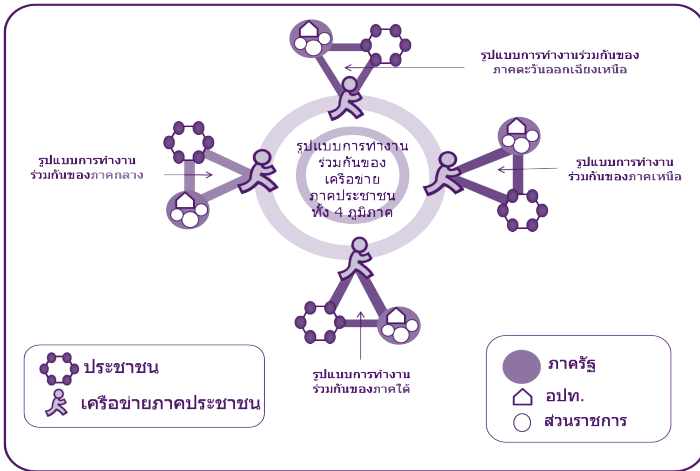 รูปแบบการทำงานร่วมกันของ
ภาคตะวันออกเฉียงเหนือ
รูปแบบการทำงาน
ร่วมกันของภาคกลาง
รูปแบบการทำงาน
ร่วมกันของ
เครือข่าย
ภาคประชาชน
ทั้ง 4 ภูมิภาค
รูปแบบการทำงาน
ร่วมกันของภาคเหนือ
รูปแบบการทำงาน
ร่วมกันของภาคใต้
ประชาชน
เครือข่ายภาคประชาชน
ภาครัฐ
อปท.
ส่วนราชการ